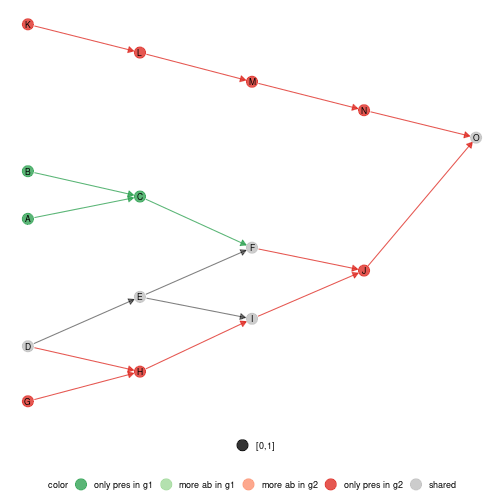 K
L
M
N
O
B
C
A
F
J
E
I
D
H
G
[0,1]
color only pres in g1 more ab in g1 more ab in g2 only pres in g2 shared